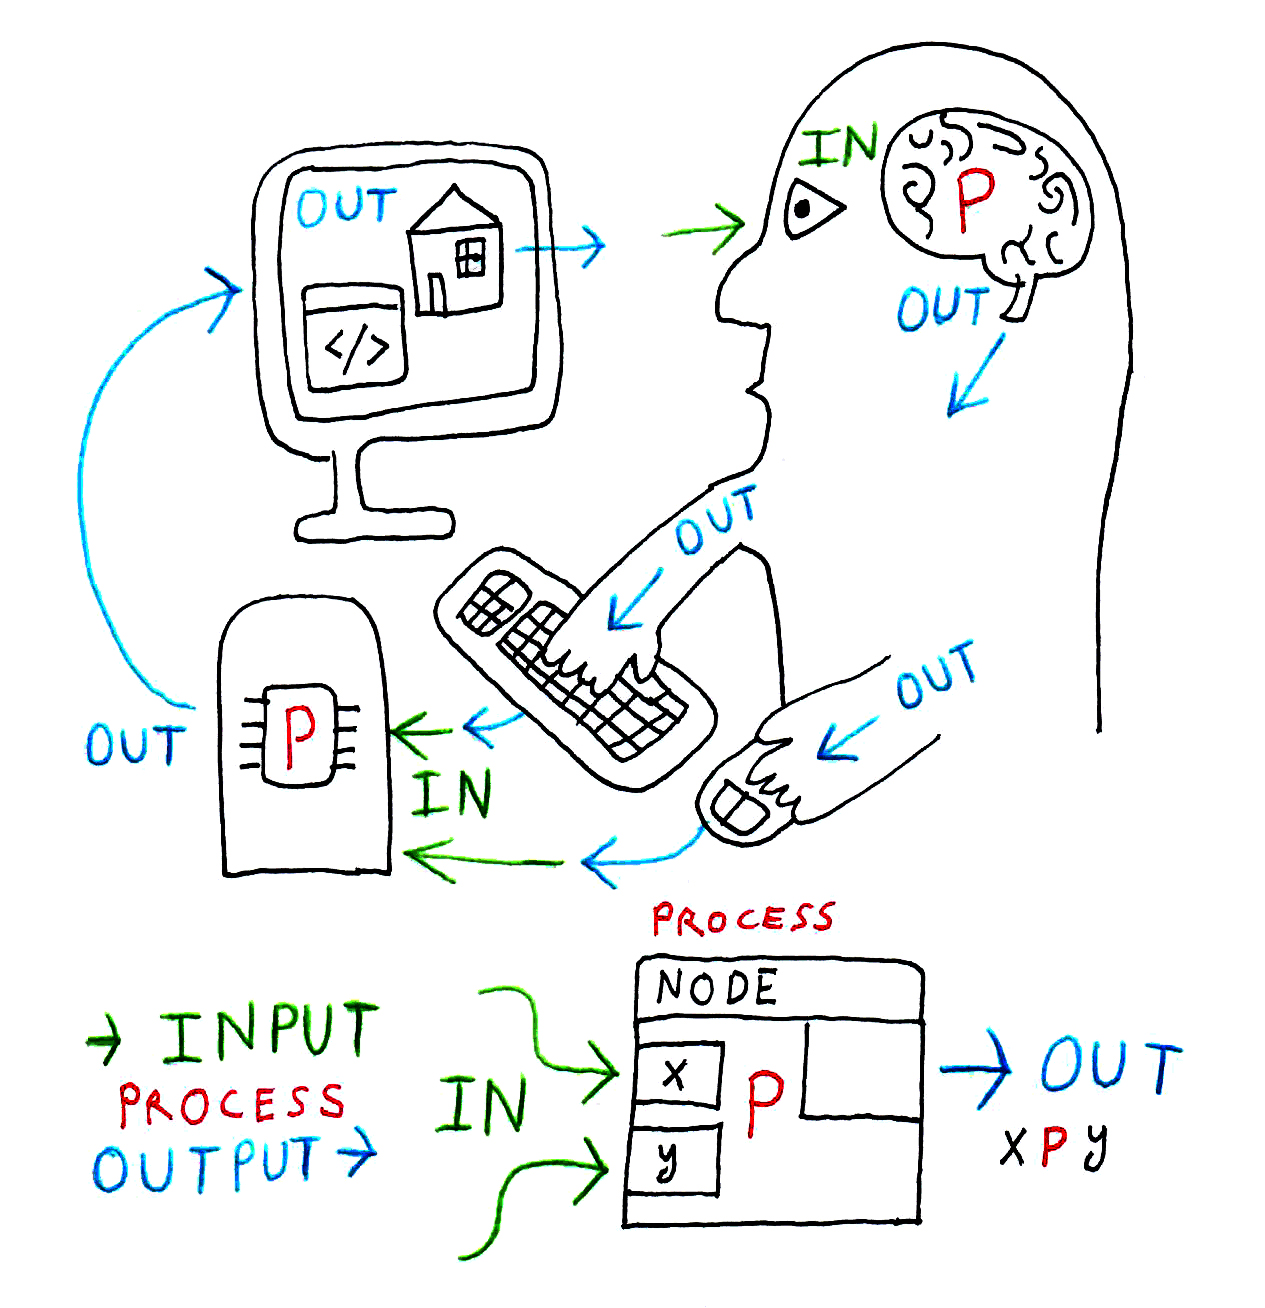 IN
P
OUT
OUT
</>
OUT
OUT
P
OUT
IN
PROCESS
NODE
→ INPUT
PROCESS
OUTPUT →
IN
x
P
y
→ OUT
x P y